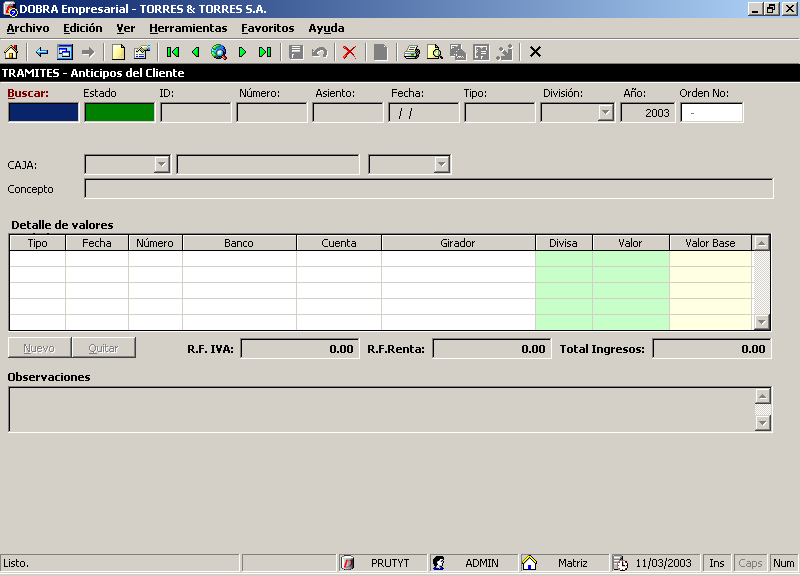 DOBRA Empresarial - TORRES & TORRES S.A.
Archivo Edición Ver Herramientas Favoritos Ayuda
TRAMITES - Anticipos del Cliente
Buscar: Estado ID: Número: Asiento: Fecha: Tipo: División: Año: Orden No:
/ / 2003 -
CAJA:
Concepto
Detalle de valores
Tipo Fecha Número Banco Cuenta Girador Divisa Valor Valor Base
Nuevo Quitar R.F. IVA: 0.00 R.F.Renta: 0.00 Total Ingresos: 0.00
Observaciones
Listo. PRUTYT ADMIN Matriz 11/03/2003 Ins Caps Num